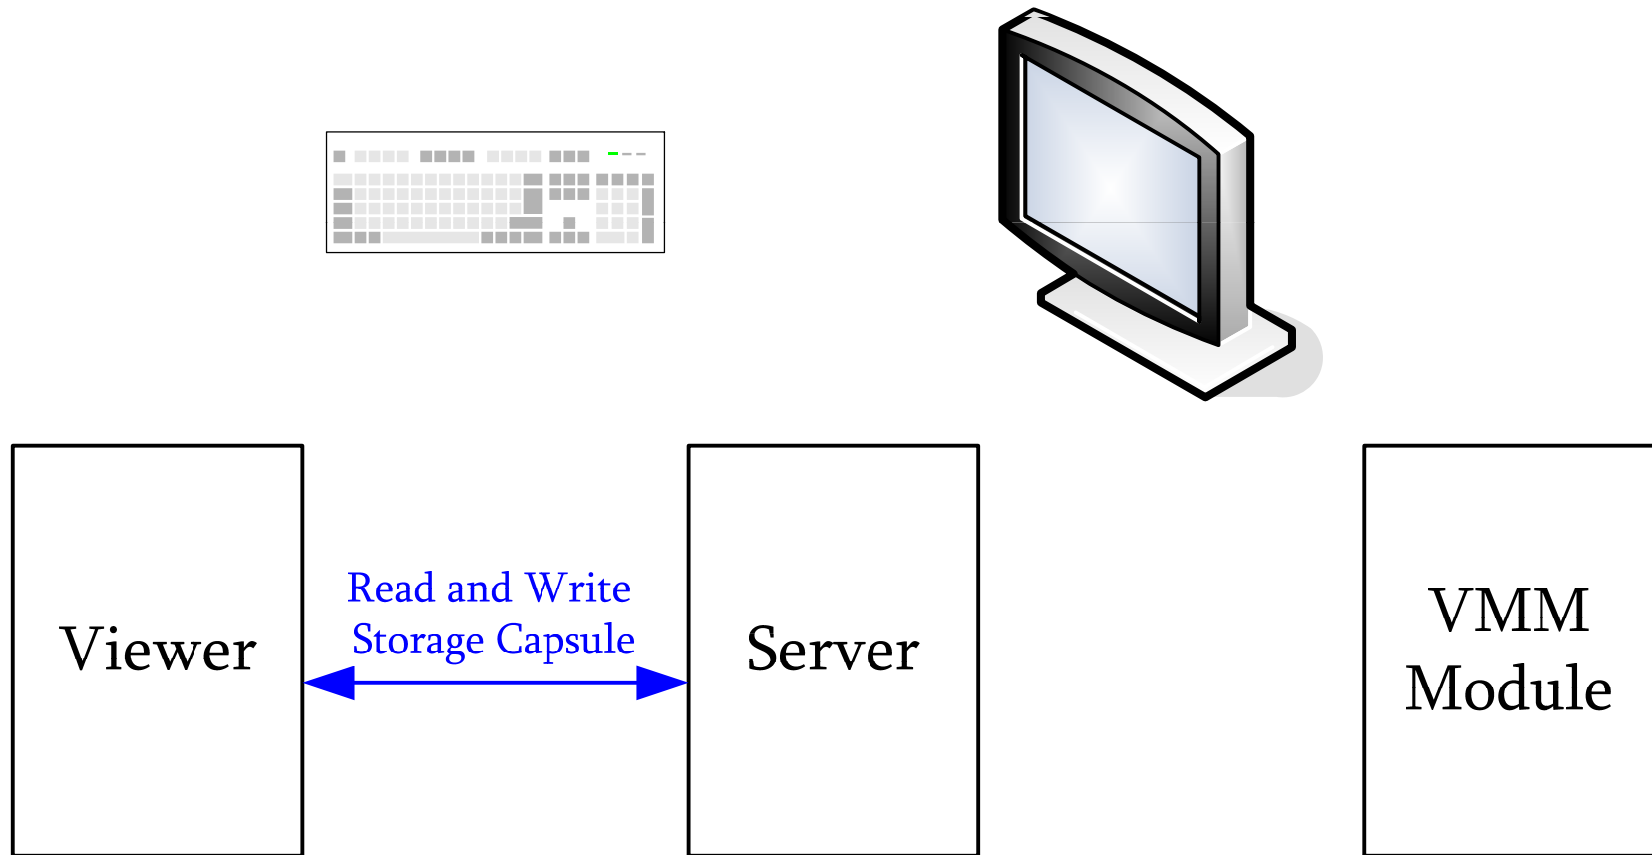 Read and Write
Storage Capsule
Viewer
Server
VMM
Module